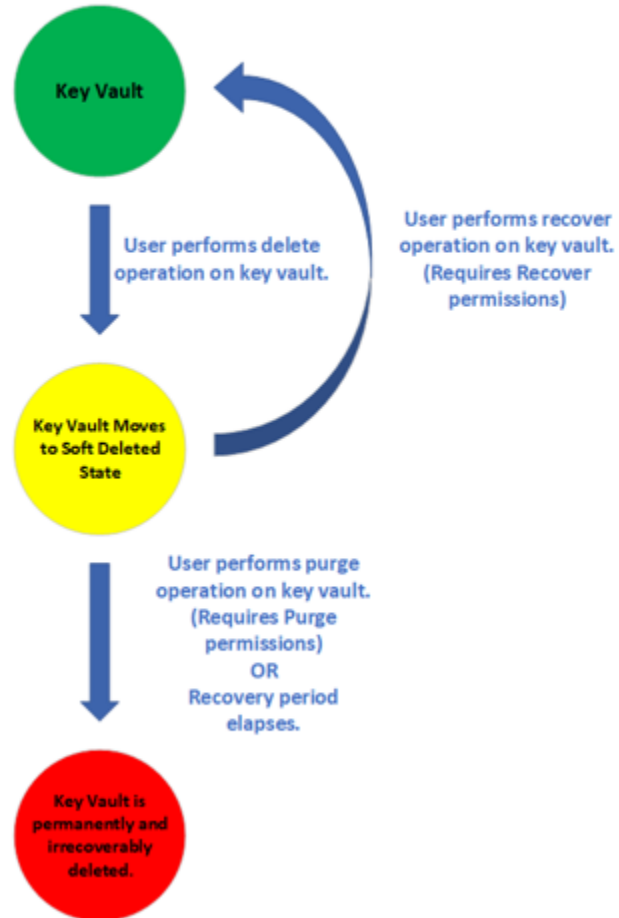 Key Vault
User performs delete
operation on key vault.
User performs recover
operation on key vault.
(Requires Recover
permissions)
Key Vault Moves
to Soft Deleted
State
User performs purge
operation on key vault.
(Requires Purge
permissions)
OR
Recovery period
elapses.
Key Vault is
permanently and
irrecoverably
deleted.